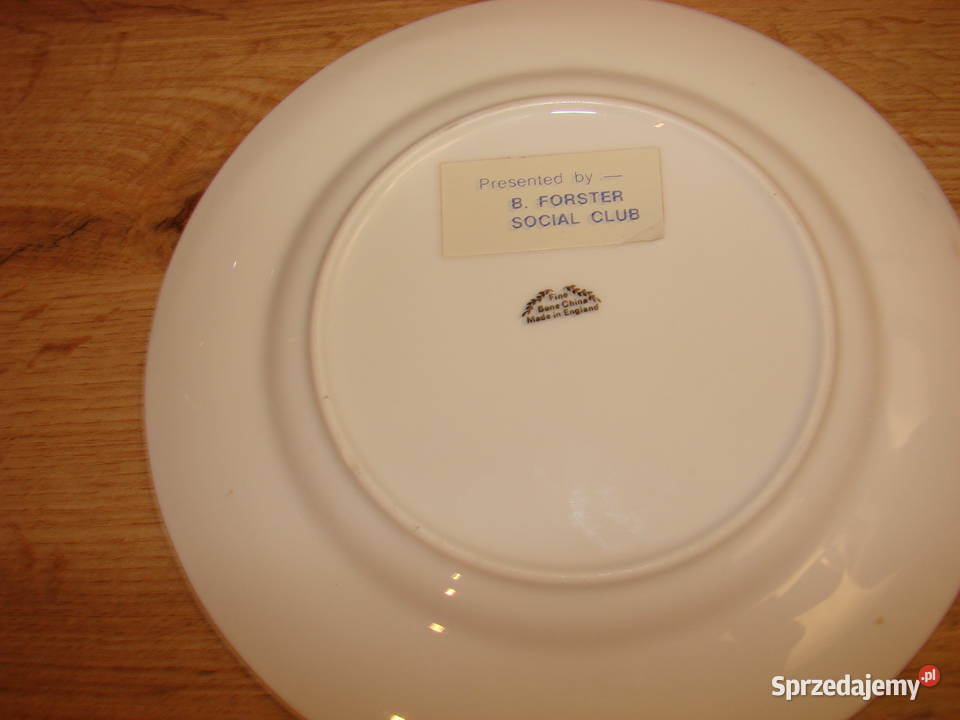 Presented by —
B. FORSTER
SOCIAL CLUB
Fine
Bone China
Made in England
Sprzedajemy.pl